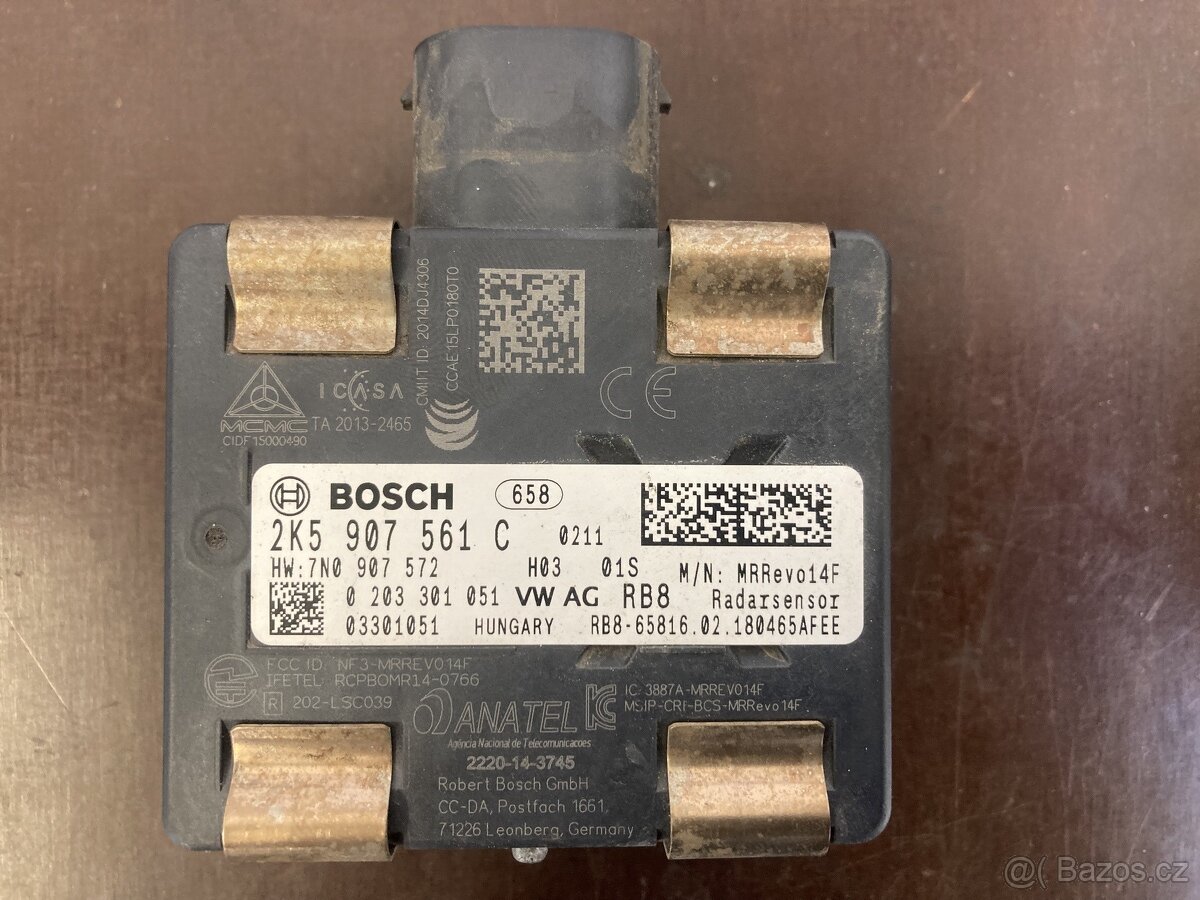 CMIIT ID: 2014DJ4306
CCAE15LP0180T0
ICASA
TA 2013-2465
MCMC
CIDF15000490
CE
BOSCH 658
2K5 907 561 C 0211
HW:7N0 907 572 H03 01S M/N: MRRevo14F
0 203 301 051 VW AG RB8 Radarsensor
03301051 HUNGARY RB8-65816.02.180465AFEE
FCC ID: NF3-MRREVO14F
IFETEL: RCPBOMR14-0766
R 202-LSC039
ANATEL
Agência Nacional de Telecomunicacoes
2220-14-3745
IC: 3887A-MRREVO14F
MSIP-CRI-BCS-MRRevo14F
Robert Bosch GmbH
CC-DA, Postfach 1661,
71226 Leonberg, Germany
@ Bazos.cz